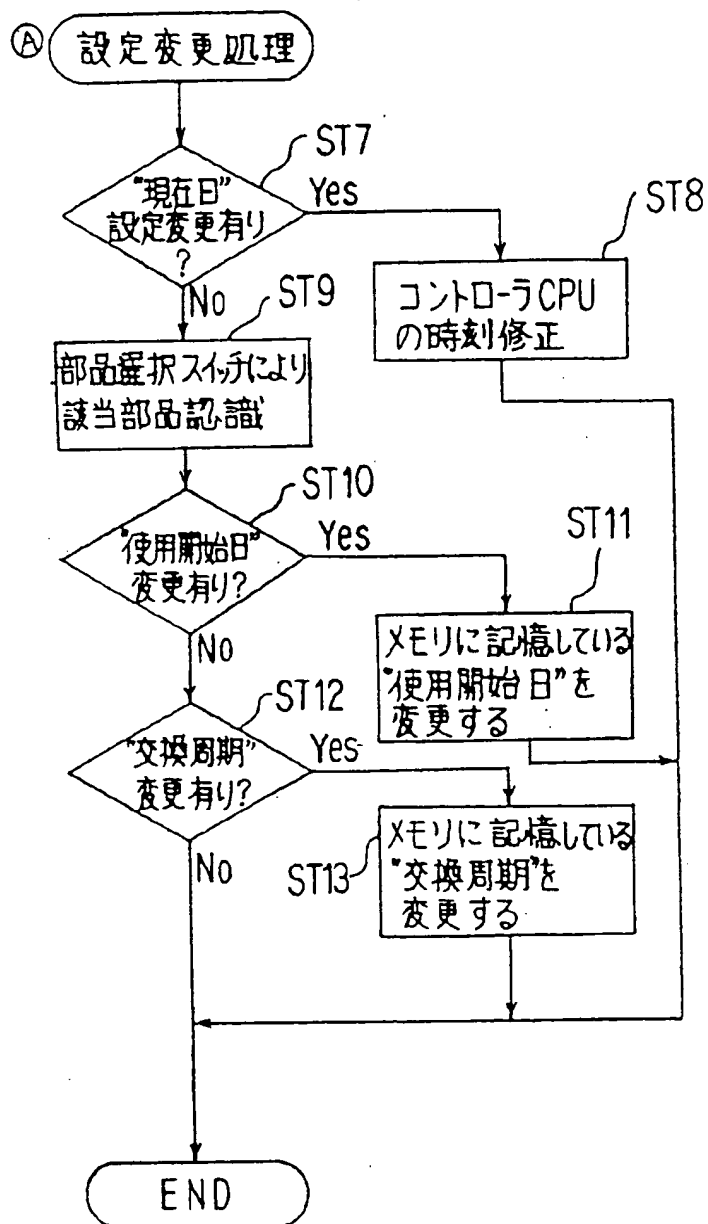 Ⓐ 設定変更処理
ST7
"現在日"
設定変更有り
?
Yes
No
ST8
コントローラCPU
の時刻修正
ST9
部品選択スイッチにより
該当部品認識
ST10
"使用開始日"
変更有り?
Yes
No
ST11
メモリに記憶している
"使用開始日"を
変更する
ST12
"交換周期"
変更有り?
Yes
No
ST13
メモリに記憶している
"交換周期"を
変更する
END